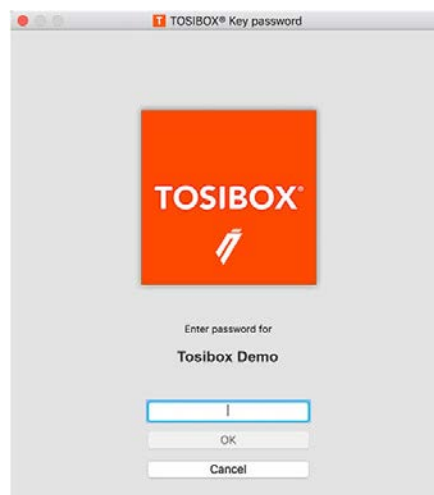 TOSIBOX® Key password
TOSIBOX®
Enter password for
Tosibox Demo
OK
Cancel